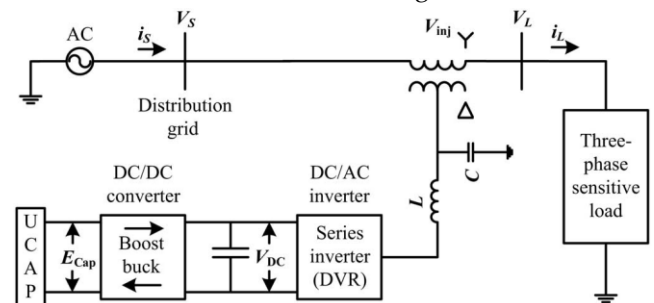 AC
i_S
V_S
V_inj
V_L
i_L
Distribution
grid
Three-
phase
sensitive
load
DC/DC
converter
DC/AC
inverter
L
C
U
C
A
P
E_Cap
Boost
buck
V_DC
Series
inverter
(DVR)